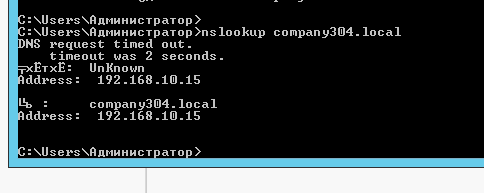 C:\Users\Администратор>
C:\Users\Администратор>nslookup company304.local
DNS request timed out.
    timeout was 2 seconds.
╤хЁтхЁ:  UnKnown
Address:  192.168.10.15
:     company304.local
Address:  192.168.10.15
C:\Users\Администратор>